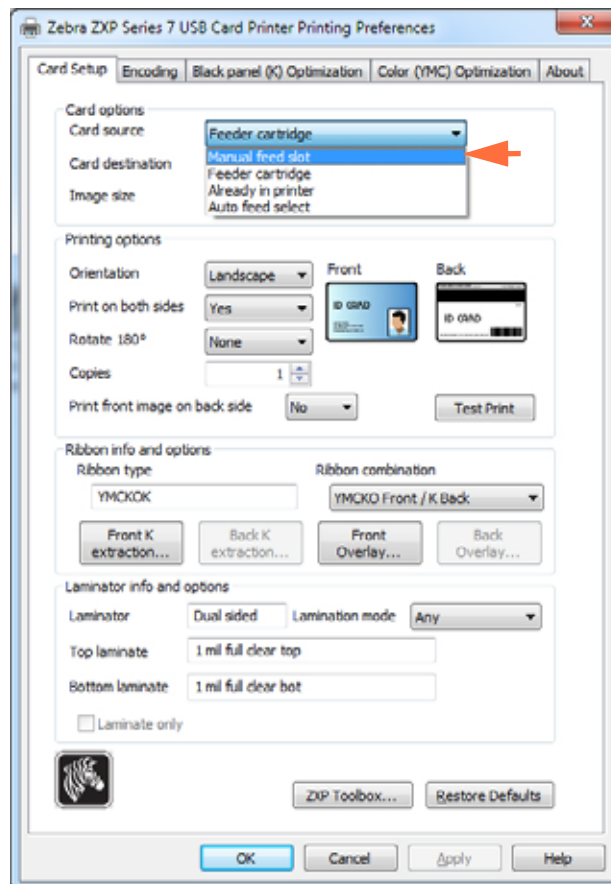 Zebra ZXP Series 7 USB Card Printer Printing Preferences
Card Setup Encoding Black panel (K) Optimization Color (YMC) Optimization About
Card options
Card source Feeder cartridge
Manual feed slot
Card destination
Feeder cartridge
Already in printer
Image size
Auto feed select
Printing options
Orientation Landscape Front Back
Print on both sides Yes
ID CARD
ID CARD
Rotate 180° None
Copies 1
Print front image on back side No Test Print
Ribbon info and options
Ribbon type Ribbon combination
YMCKOK YMCKO Front / K Back
Front K extraction... Back K extraction... Front Overlay... Back Overlay...
Laminator info and options
Laminator Dual sided Lamination mode Any
Top laminate 1 mil full clear top
Bottom laminate 1 mil full clear bot
Laminate only
ZXP Toolbox... Restore Defaults
OK Cancel Apply Help